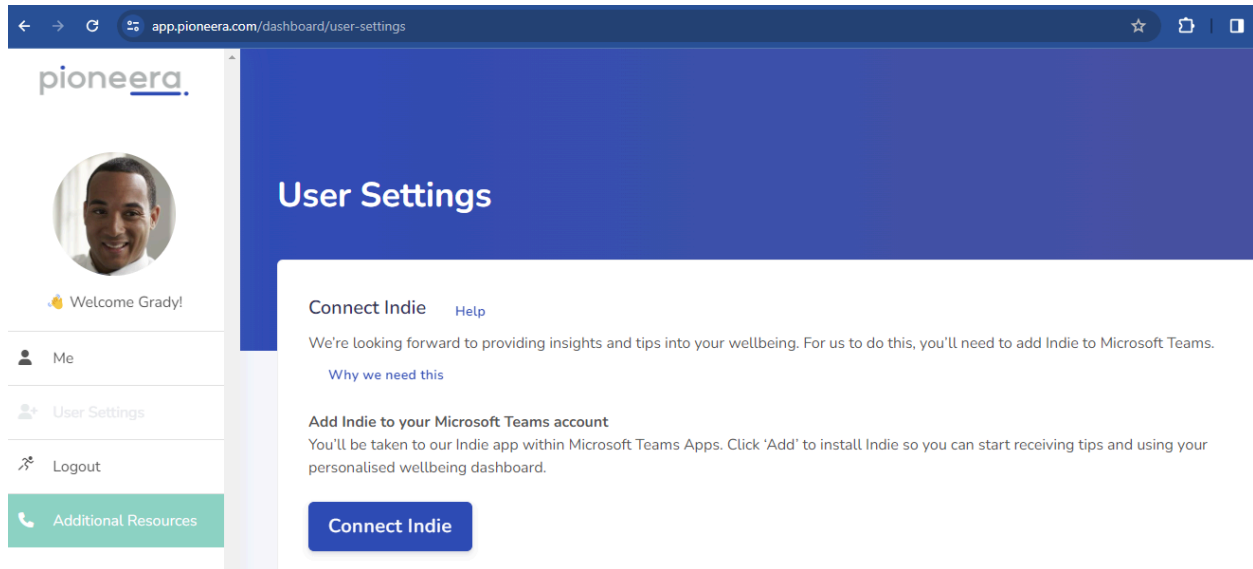 app.pioneera.com/dashboard/user-settings
pioneera.
👋 Welcome Grady!
Me
User Settings
Logout
Additional Resources
User Settings
Connect Indie Help
We're looking forward to providing insights and tips into your wellbeing. For us to do this, you'll need to add Indie to Microsoft Teams.
Why we need this
Add Indie to your Microsoft Teams account
You'll be taken to our Indie app within Microsoft Teams Apps. Click 'Add' to install Indie so you can start receiving tips and using your
personalised wellbeing dashboard.
Connect Indie